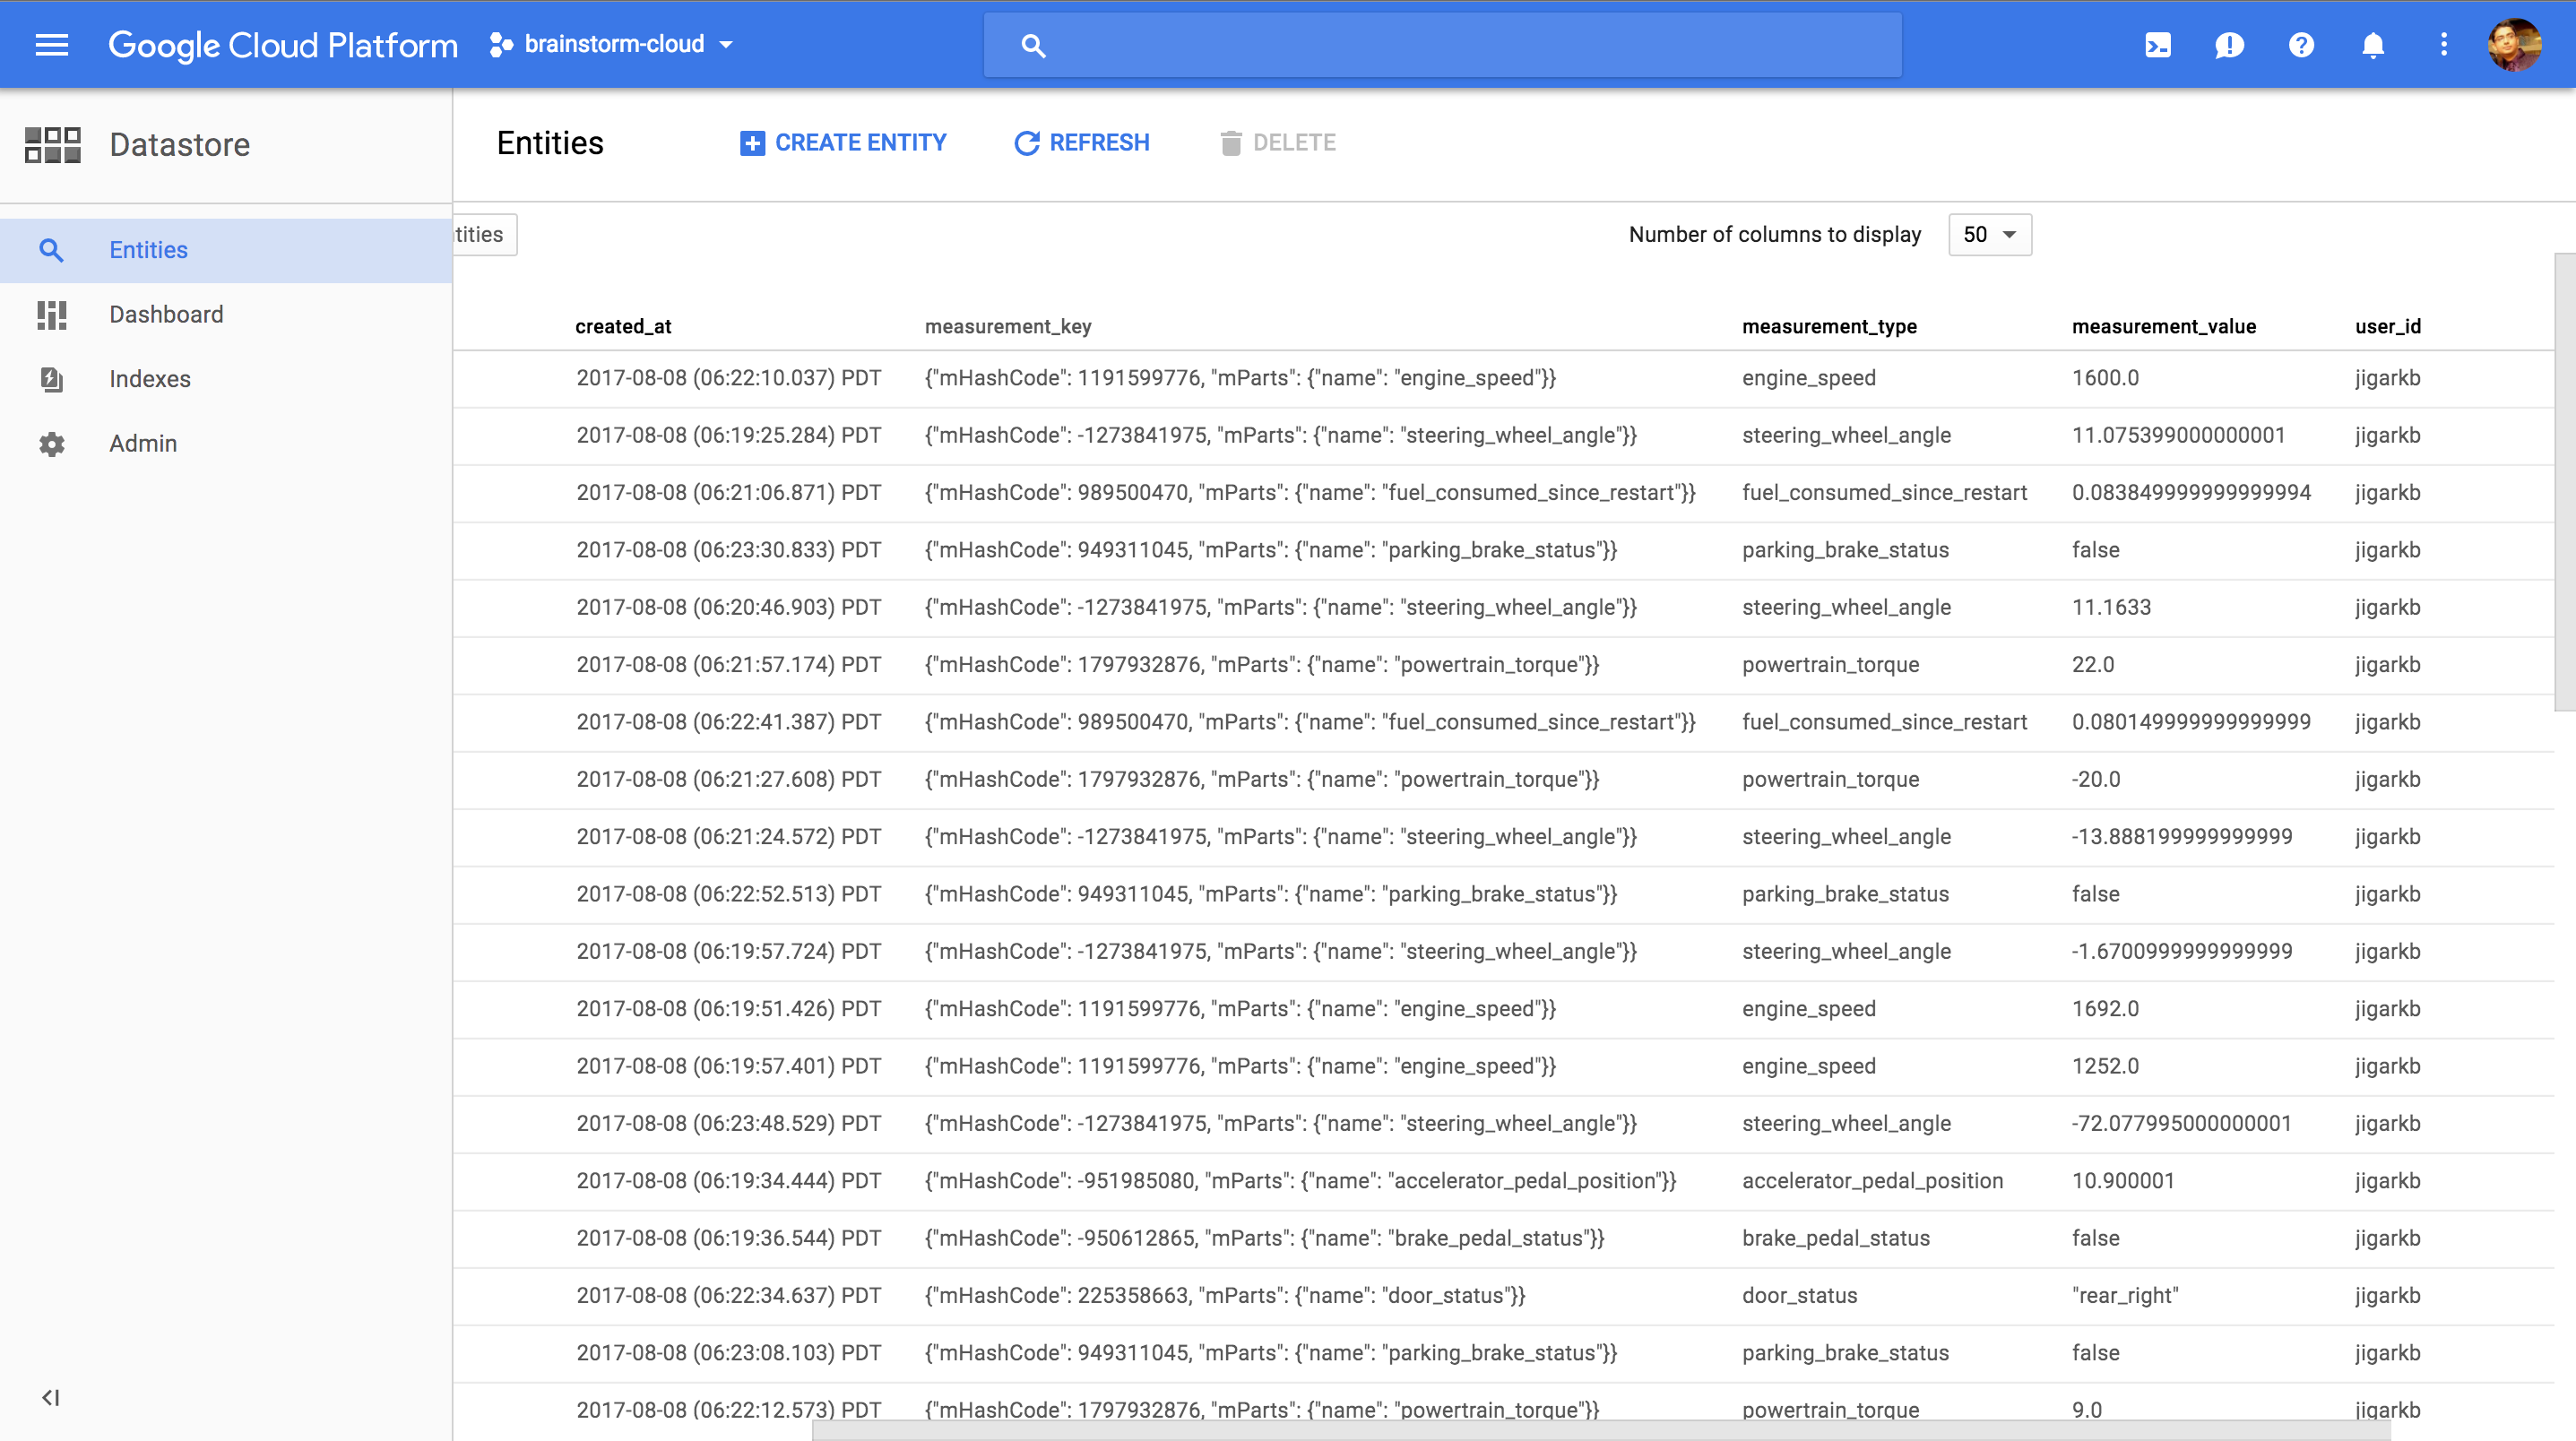 Google Cloud Platform brainstorm-cloud
Datastore
Entities CREATE ENTITY REFRESH DELETE
Entities
Dashboard
Indexes
Admin
tities Number of columns to display 50
created_at measurement_key measurement_type measurement_value user_id
2017-08-08 (06:22:10.037) PDT {"mHashCode": 1191599776, "mParts": {"name": "engine_speed"}} engine_speed 1600.0 jigarkb
2017-08-08 (06:19:25.284) PDT {"mHashCode": -1273841975, "mParts": {"name": "steering_wheel_angle"}} steering_wheel_angle 11.075399000000001 jigarkb
2017-08-08 (06:21:06.871) PDT {"mHashCode": 989500470, "mParts": {"name": "fuel_consumed_since_restart"}} fuel_consumed_since_restart 0.083849999999999994 jigarkb
2017-08-08 (06:23:30.833) PDT {"mHashCode": 949311045, "mParts": {"name": "parking_brake_status"}} parking_brake_status false jigarkb
2017-08-08 (06:20:46.903) PDT {"mHashCode": -1273841975, "mParts": {"name": "steering_wheel_angle"}} steering_wheel_angle 11.1633 jigarkb
2017-08-08 (06:21:57.174) PDT {"mHashCode": 1797932876, "mParts": {"name": "powertrain_torque"}} powertrain_torque 22.0 jigarkb
2017-08-08 (06:22:41.387) PDT {"mHashCode": 989500470, "mParts": {"name": "fuel_consumed_since_restart"}} fuel_consumed_since_restart 0.080149999999999999 jigarkb
2017-08-08 (06:21:27.608) PDT {"mHashCode": 1797932876, "mParts": {"name": "powertrain_torque"}} powertrain_torque -20.0 jigarkb
2017-08-08 (06:21:24.572) PDT {"mHashCode": -1273841975, "mParts": {"name": "steering_wheel_angle"}} steering_wheel_angle -13.888199999999999 jigarkb
2017-08-08 (06:22:52.513) PDT {"mHashCode": 949311045, "mParts": {"name": "parking_brake_status"}} parking_brake_status false jigarkb
2017-08-08 (06:19:57.724) PDT {"mHashCode": -1273841975, "mParts": {"name": "steering_wheel_angle"}} steering_wheel_angle -1.6700999999999999 jigarkb
2017-08-08 (06:19:51.426) PDT {"mHashCode": 1191599776, "mParts": {"name": "engine_speed"}} engine_speed 1692.0 jigarkb
2017-08-08 (06:19:57.401) PDT {"mHashCode": 1191599776, "mParts": {"name": "engine_speed"}} engine_speed 1252.0 jigarkb
2017-08-08 (06:23:48.529) PDT {"mHashCode": -1273841975, "mParts": {"name": "steering_wheel_angle"}} steering_wheel_angle -72.077995000000001 jigarkb
2017-08-08 (06:19:34.444) PDT {"mHashCode": -951985080, "mParts": {"name": "accelerator_pedal_position"}} accelerator_pedal_position 10.900001 jigarkb
2017-08-08 (06:19:36.544) PDT {"mHashCode": -950612865, "mParts": {"name": "brake_pedal_status"}} brake_pedal_status false jigarkb
2017-08-08 (06:22:34.637) PDT {"mHashCode": 225358663, "mParts": {"name": "door_status"}} door_status "rear_right" jigarkb
2017-08-08 (06:23:08.103) PDT {"mHashCode": 949311045, "mParts": {"name": "parking_brake_status"}} parking_brake_status false jigarkb
2017-08-08 (06:22:12.573) PDT {"mHashCode": 1797932876, "mParts": {"name": "powertrain_torque"}} powertrain_torque 9.0 jigarkb